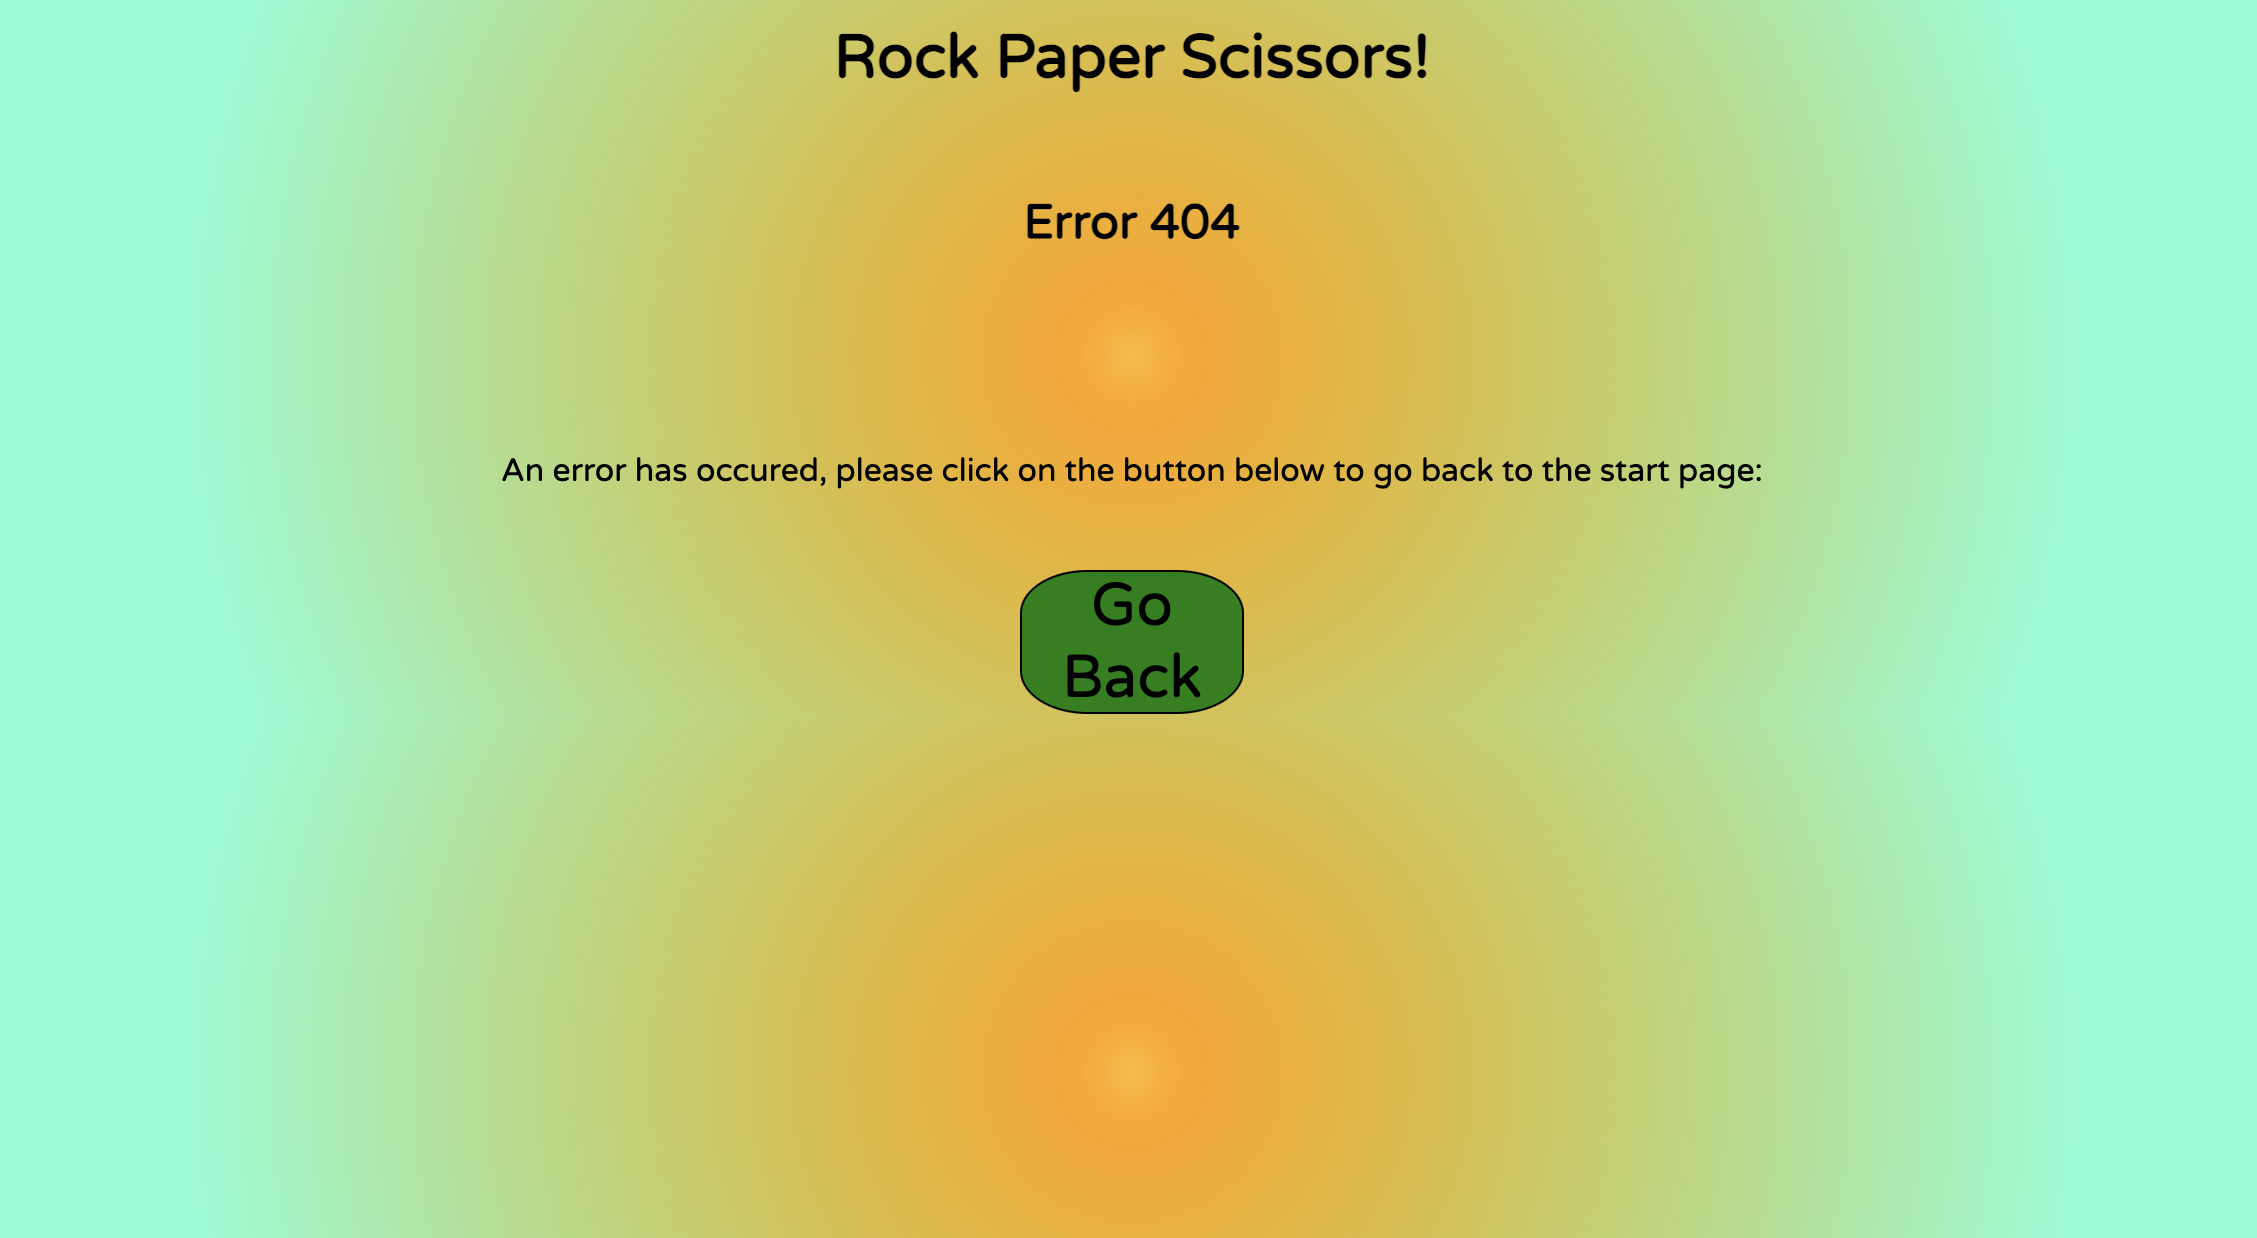 Rock Paper Scissors!
Error 404
An error has occured, please click on the button below to go back to the start page:
Go
Back